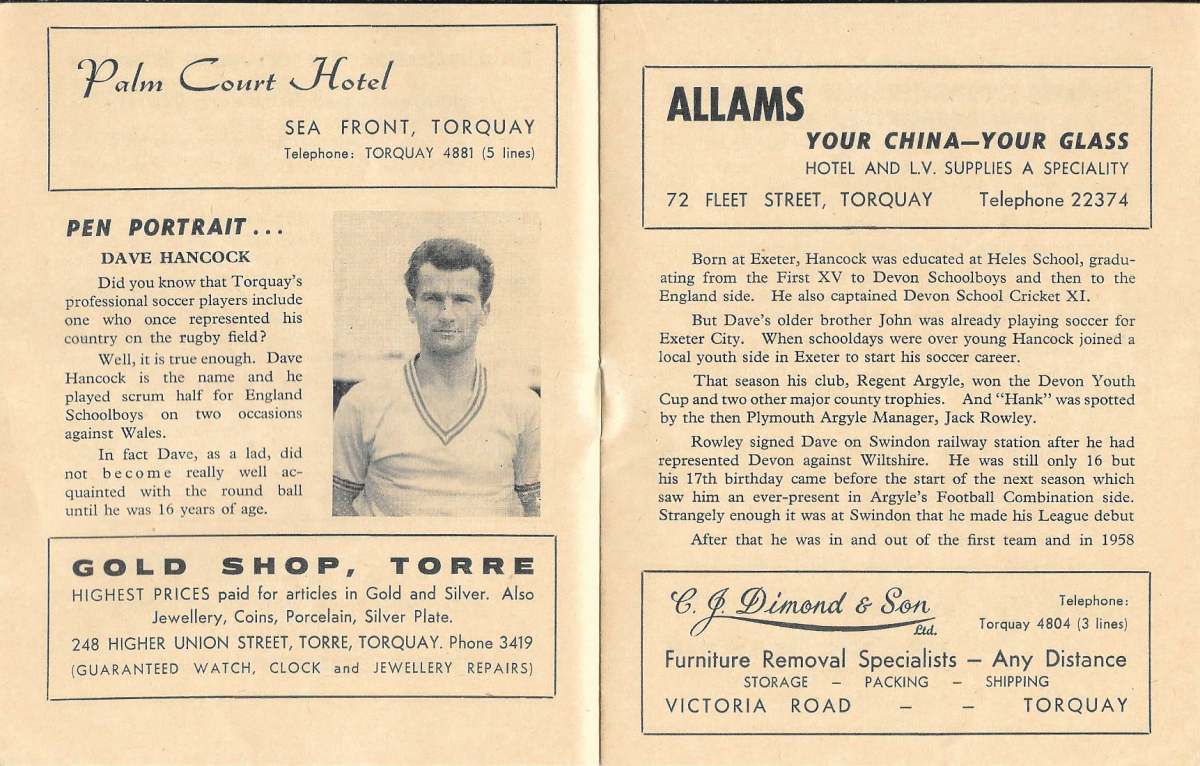 Palm Court Hotel
SEA FRONT, TORQUAY
Telephone: TORQUAY 4881 (5 lines)
PEN PORTRAIT...
DAVE HANCOCK
Did you know that Torquay's
professional soccer players include
one who once represented his
country on the rugby field?
Well, it is true enough. Dave
Hancock is the name and he
played scrum half for England
Schoolboys on two occasions
against Wales.
In fact Dave, as a lad, did
not become really well ac-
quainted with the round ball
until he was 16 years of age.
GOLD SHOP, TORRE
HIGHEST PRICES paid for articles in Gold and Silver. Also
Jewellery, Coins, Porcelain, Silver Plate.
248 HIGHER UNION STREET, TORRE, TORQUAY. Phone 3419
(GUARANTEED WATCH, CLOCK and JEWELLERY REPAIRS)
ALLAMS
YOUR CHINA—YOUR GLASS
HOTEL AND L.V. SUPPLIES A SPECIALITY
72 FLEET STREET, TORQUAY Telephone 22374
Born at Exeter, Hancock was educated at Heles School, gradu-
ating from the First XV to Devon Schoolboys and then to the
England side. He also captained Devon School Cricket XI.
But Dave's older brother John was already playing soccer for
Exeter City. When schooldays were over young Hancock joined a
local youth side in Exeter to start his soccer career.
That season his club, Regent Argyle, won the Devon Youth
Cup and two other major county trophies. And "Hank" was spotted
by the then Plymouth Argyle Manager, Jack Rowley.
Rowley signed Dave on Swindon railway station after he had
represented Devon against Wiltshire. He was still only 16 but
his 17th birthday came before the start of the next season which
saw him an ever-present in Argyle's Football Combination side.
Strangely enough it was at Swindon that he made his League debut
After that he was in and out of the first team and in 1958
C. J. Dimond & Son
Ltd.
Telephone:
Torquay 4804 (3 lines)
Furniture Removal Specialists — Any Distance
STORAGE — PACKING — SHIPPING
VICTORIA ROAD — — TORQUAY